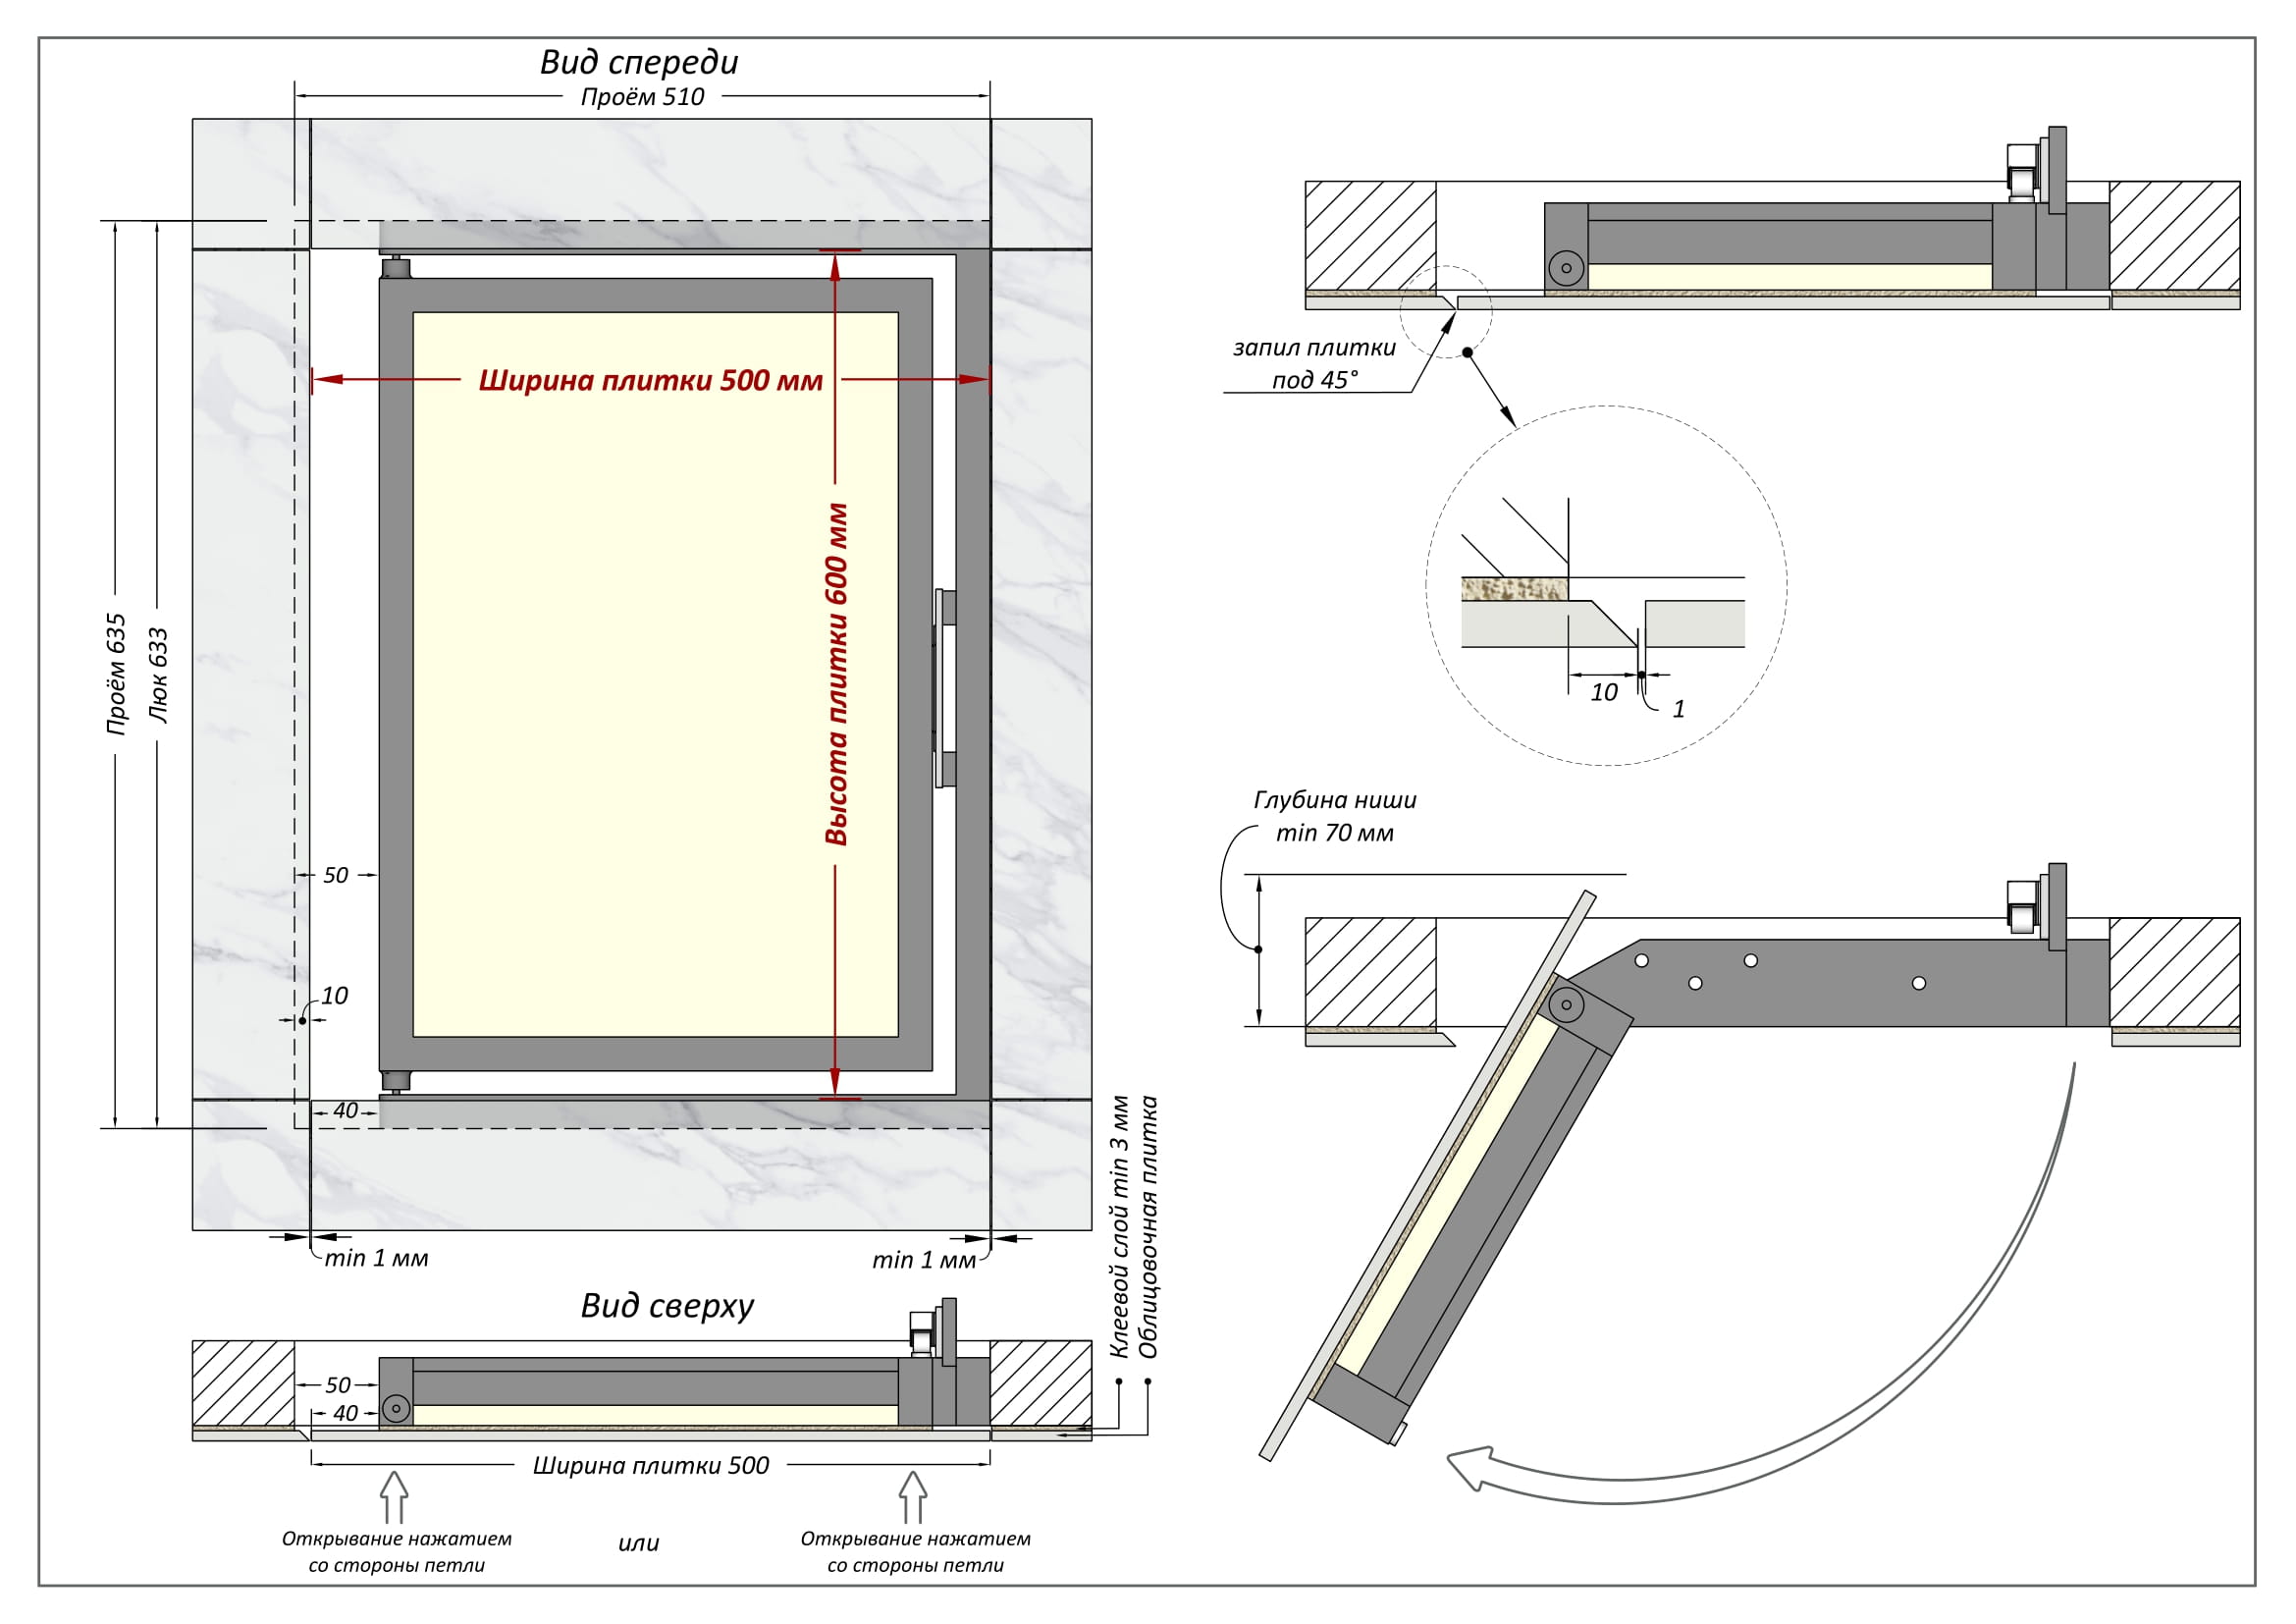 Вид спереди
Проём 510
Проём 635
Люк 633
Ширина плитки 500 мм
Высота плитки 600 мм
50
10
40
min 1 мм
min 1 мм
Клеевой слой min 3 мм
Облицовочная плитка
Вид сверху
50
40
Ширина плитки 500
Открывание нажатием
со стороны петли
или
Открывание нажатием
со стороны петли
запил плитки
под 45°
10
1
Глубина ниши
min 70 мм